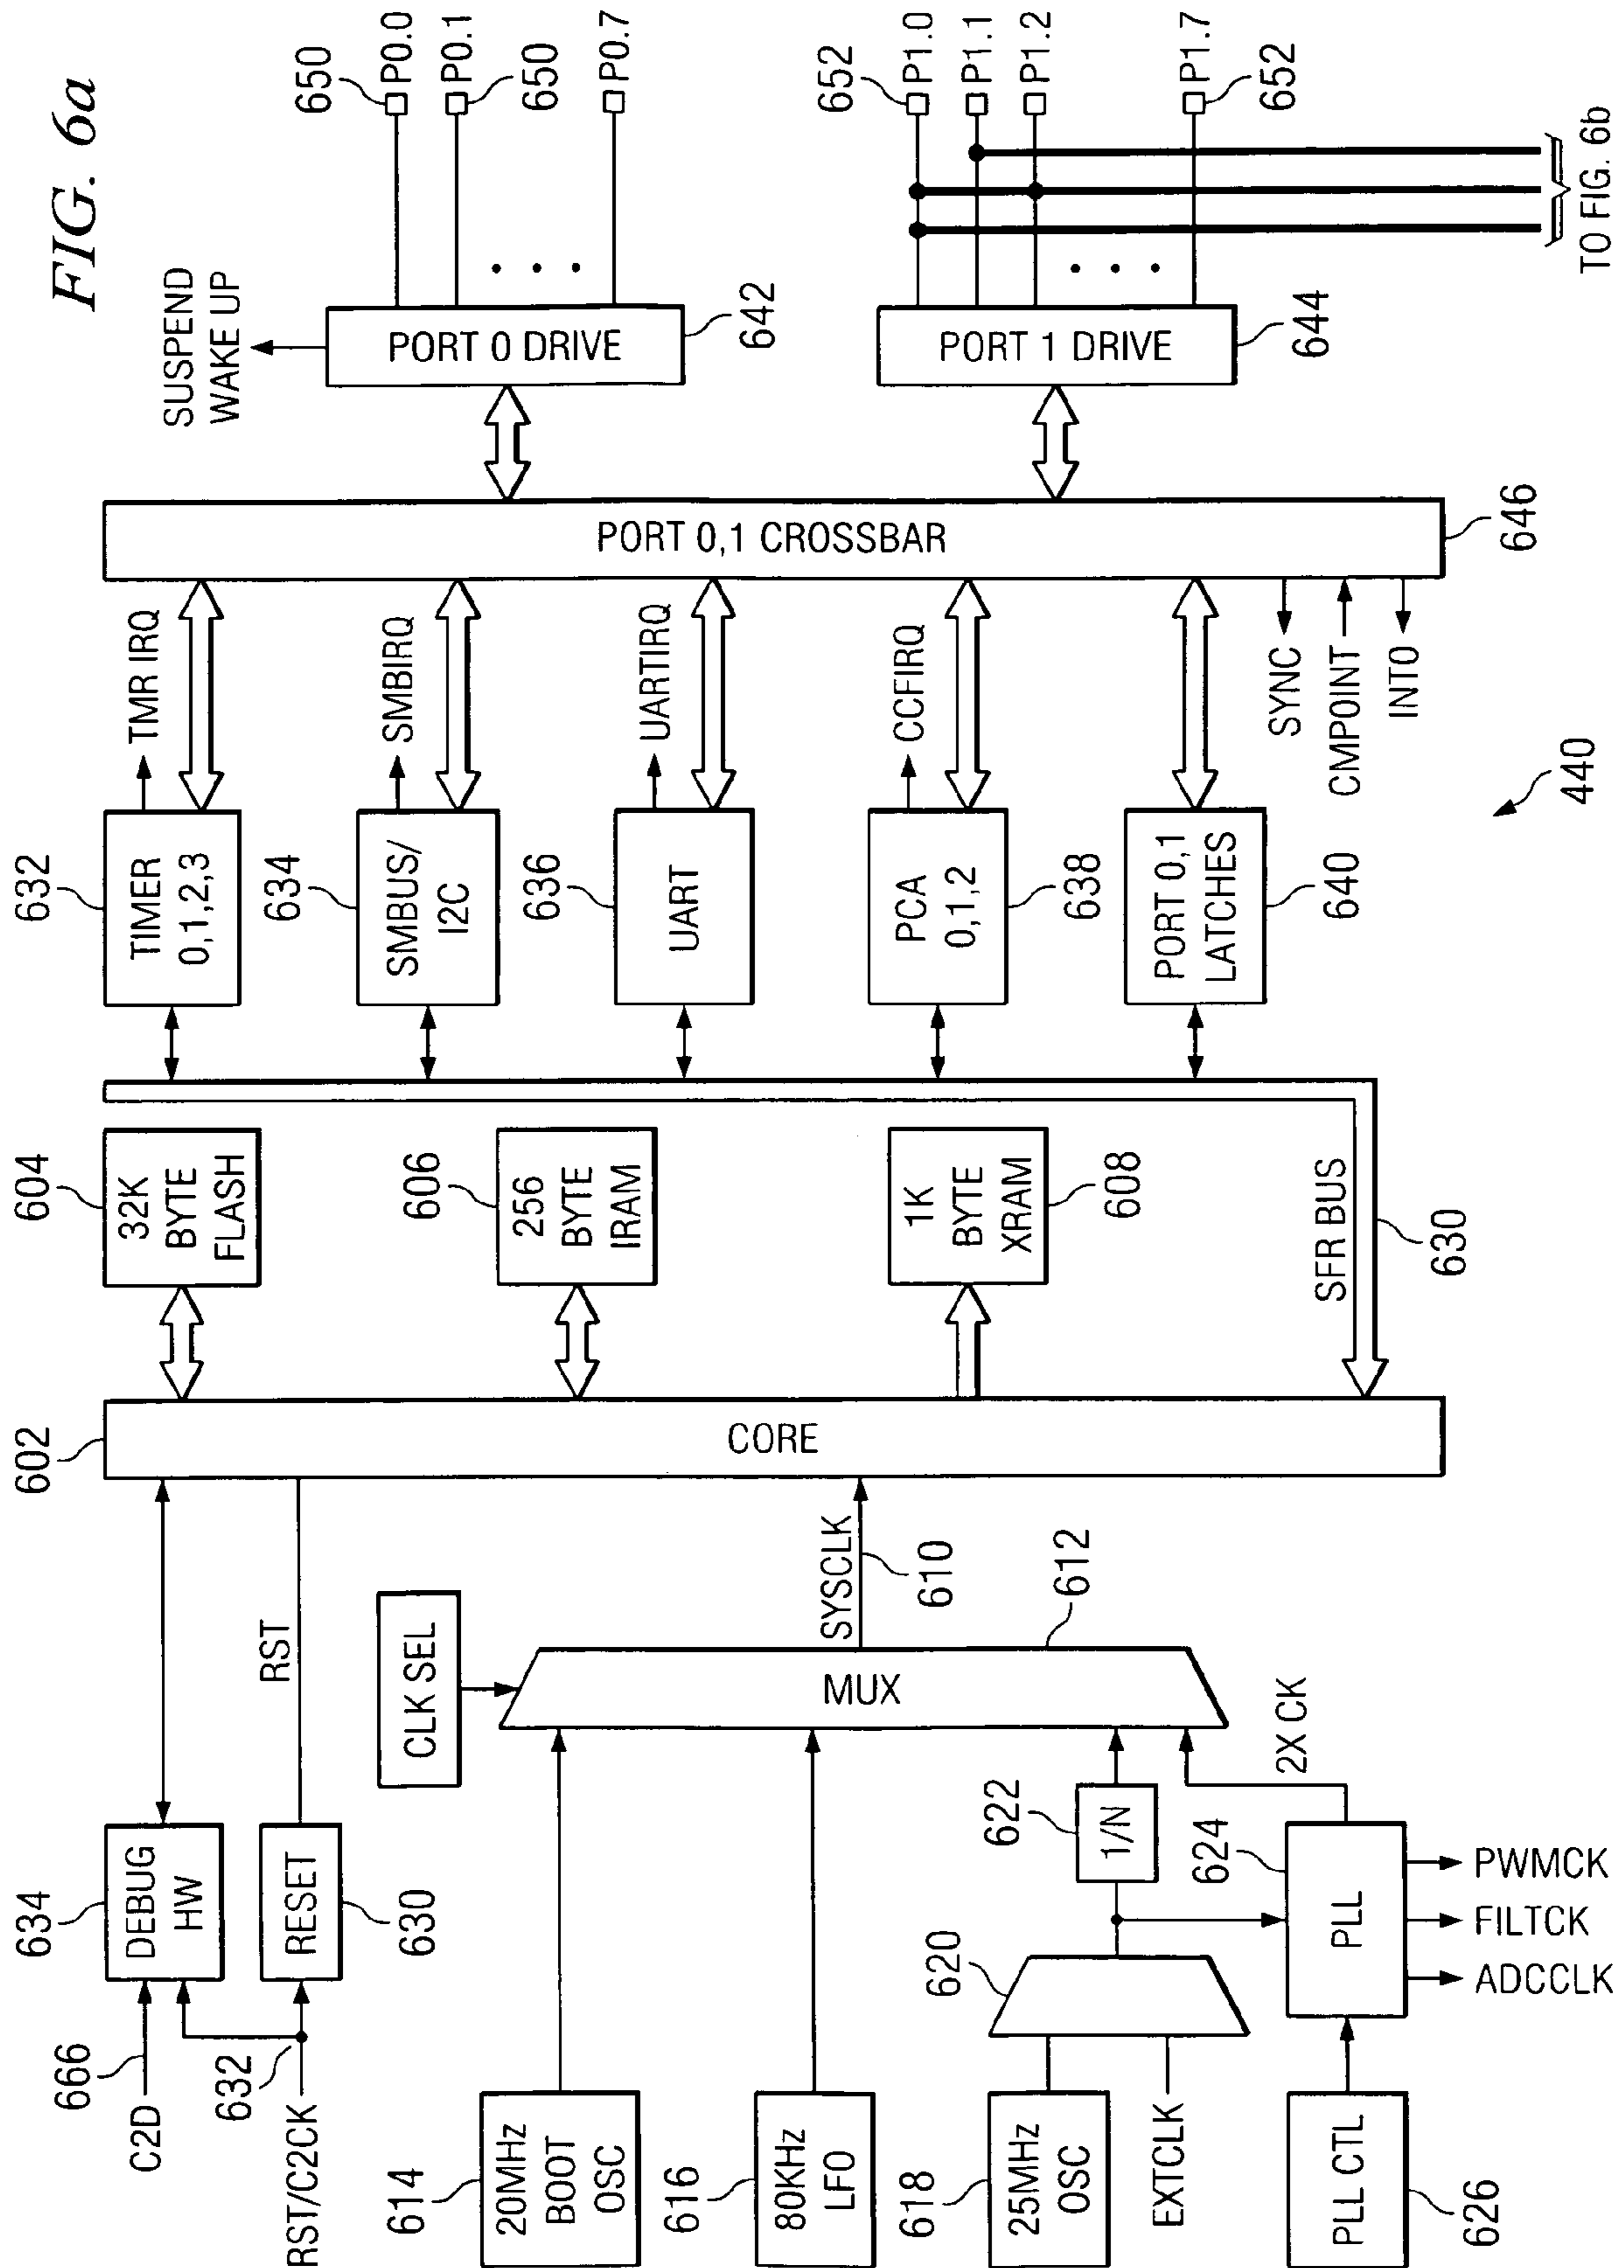 FIG. 6a
C2D
666
634
DEBUG
HW
RST/C2CK
632
RESET
630
RST
602
CORE
604
32K
BYTE
FLASH
606
256
BYTE
IRAM
1K
BYTE
XRAM
608
SFR BUS
630
614
20MHz
BOOT
OSC
616
80KHz
LFO
618
25MHz
OSC
EXTCLK
PLL CTL
626
620
622
1/N
624
PLL
2X CK
PWMCK
FILTCK
ADCCLK
CLK SEL
MUX
612
SYSCLK
610
632
TIMER
0,1,2,3
TMR IRQ
634
SMBUS/
I2C
SMBIRQ
636
UART
UARTIRQ
PCA
0,1,2
638
CCFIRQ
PORT 0,1
LATCHES
640
SYNC
CMPOINT
INTO
PORT 0,1 CROSSBAR
646
440
SUSPEND
WAKE UP
PORT 0 DRIVE
642
650
P0.0
P0.1
650
P0.7
PORT 1 DRIVE
644
652
P1.0
P1.1
P1.2
P1.7
652
TO FIG. 6b